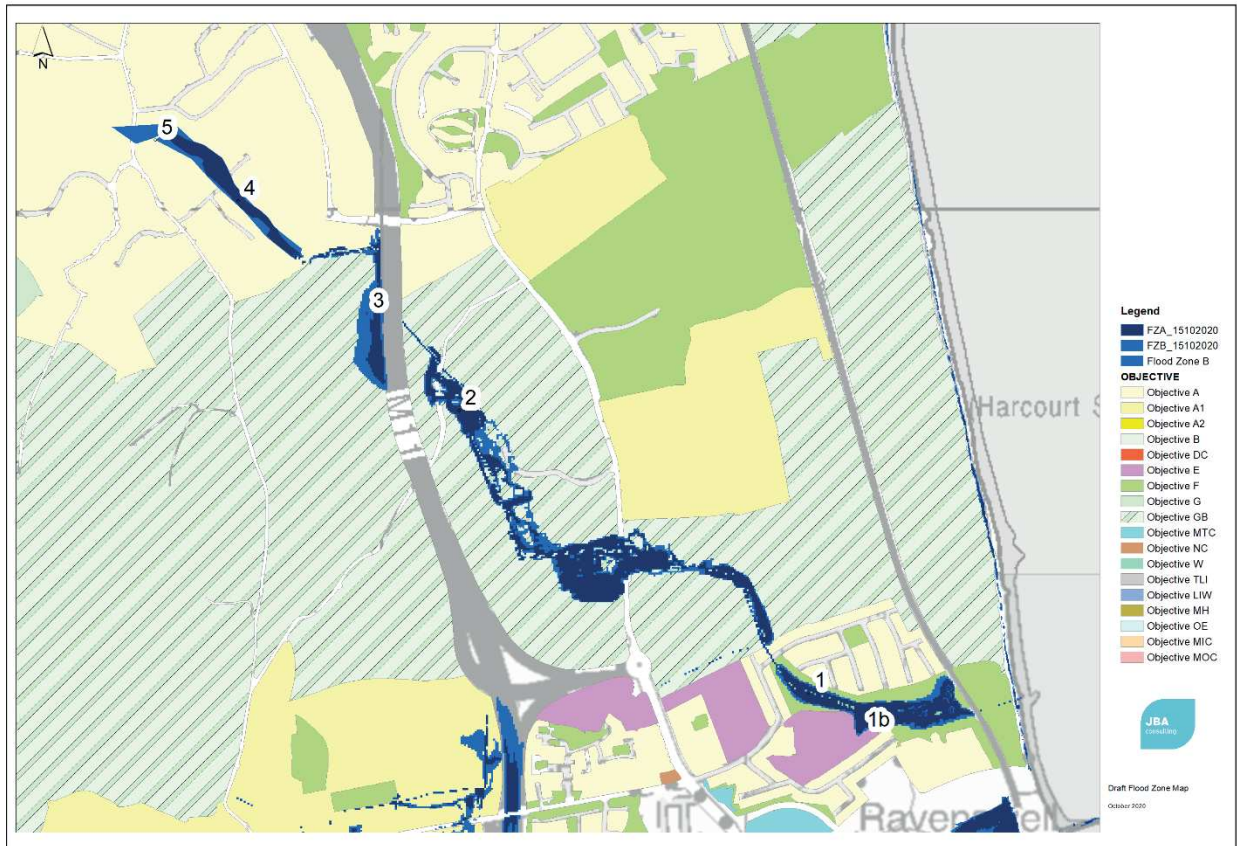 N
5
4
3
2
M11
1
1b
Harcourt S
Legend
FZA_15102020
FZB_15102020
Flood Zone B
OBJECTIVE
Objective A
Objective A1
Objective A2
Objective B
Objective DC
Objective E
Objective F
Objective G
Objective GB
Objective MTC
Objective NC
Objective W
Objective TLI
Objective LIW
Objective MH
Objective OE
Objective MIC
Objective MOC
JBA
consulting
Draft Flood Zone Map
October 2020